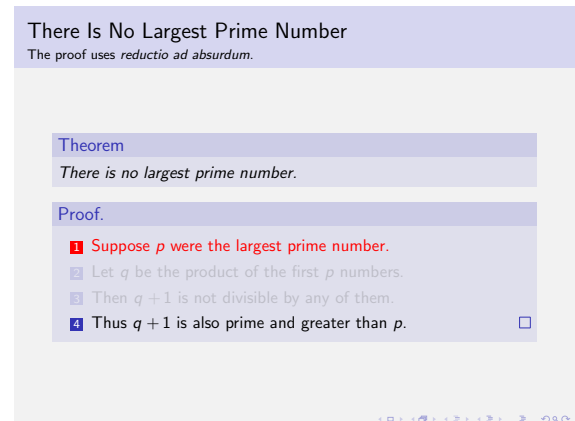 There Is No Largest Prime Number
The proof uses reductio ad absurdum.
Theorem
There is no largest prime number.
Proof.
1 Suppose p were the largest prime number.
2 Let q be the product of the first p numbers.
3 Then q + 1 is not divisible by any of them.
4 Thus q + 1 is also prime and greater than p.